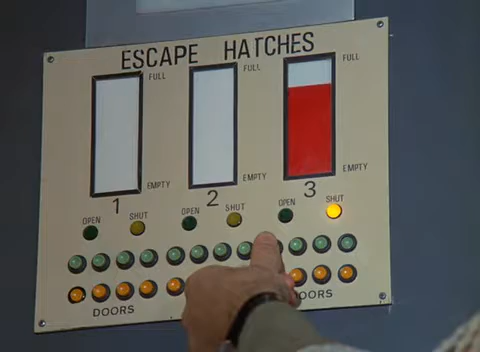 ESCAPE HATCHES
FULL FULL FULL
EMPTY EMPTY EMPTY
1 2 3
OPEN SHUT OPEN SHUT OPEN SHUT
DOORS DOORS